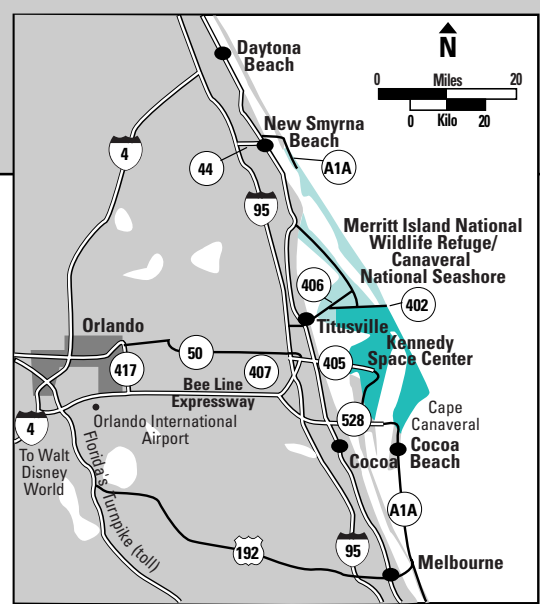 Daytona
Beach
N
0 Miles 20
0 Kilo 20
New Smyrna
Beach
4
44
A1A
95
Merritt Island National
Wildlife Refuge/
Canaveral
National Seashore
406
402
Titusville
Orlando
50
405
Kennedy
Space Center
417
407
Bee Line
Expressway
Orlando International
Airport
528
Cape
Canaveral
4
To Walt
Disney
World
Florida's Turnpike (toll)
Cocoa
Cocoa
Beach
A1A
192
95
Melbourne